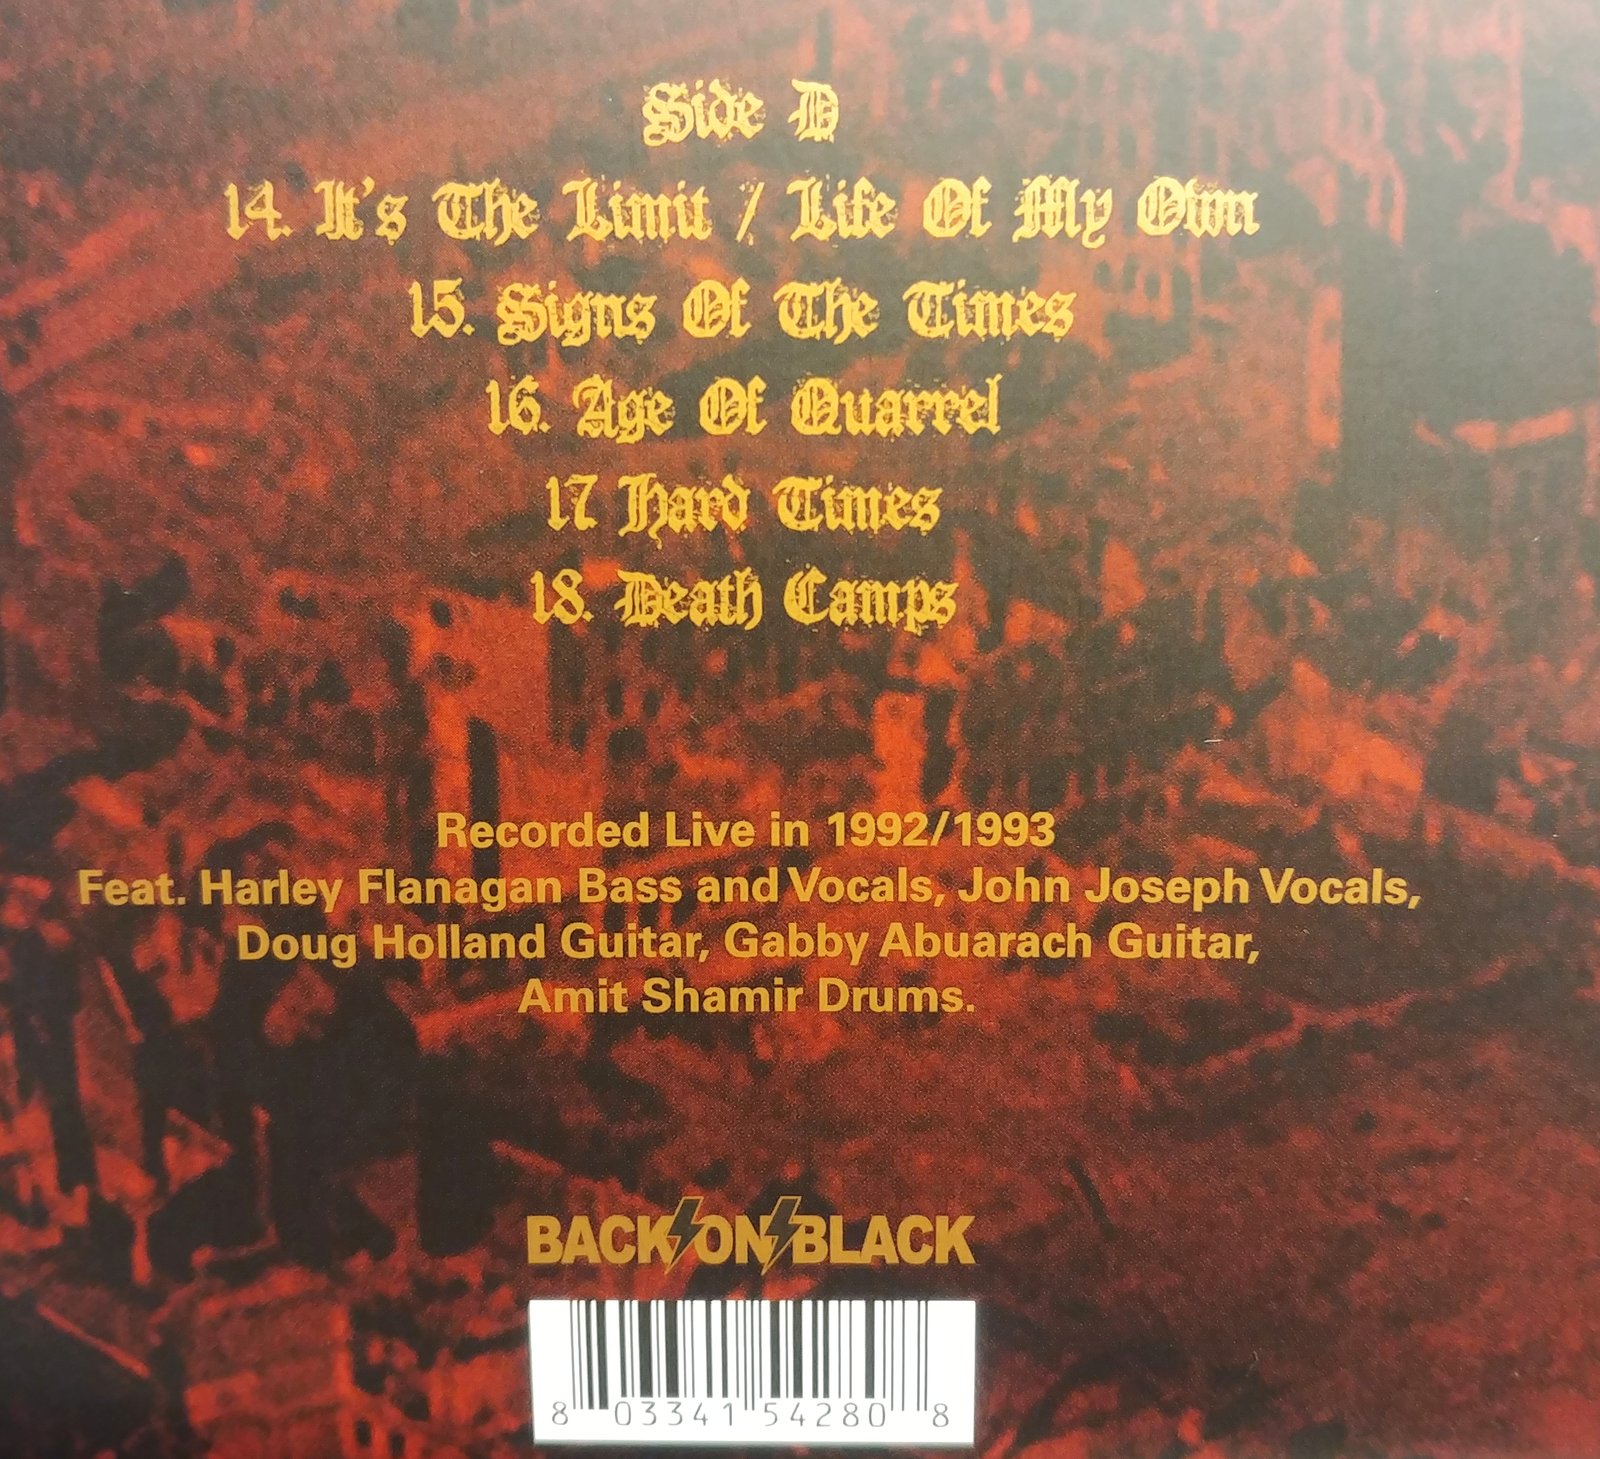 Side D
14. It's The Limit / Life Of My Own
15. Signs Of The Times
16. Age Of Quarrel
17 Hard Times
18. Death Camps
Recorded Live in 1992/1993
Feat. Harley Flanagan Bass and Vocals, John Joseph Vocals,
Doug Holland Guitar, Gabby Abuarach Guitar,
Amit Shamir Drums.
BACK ON BLACK
8 03341 54280 8